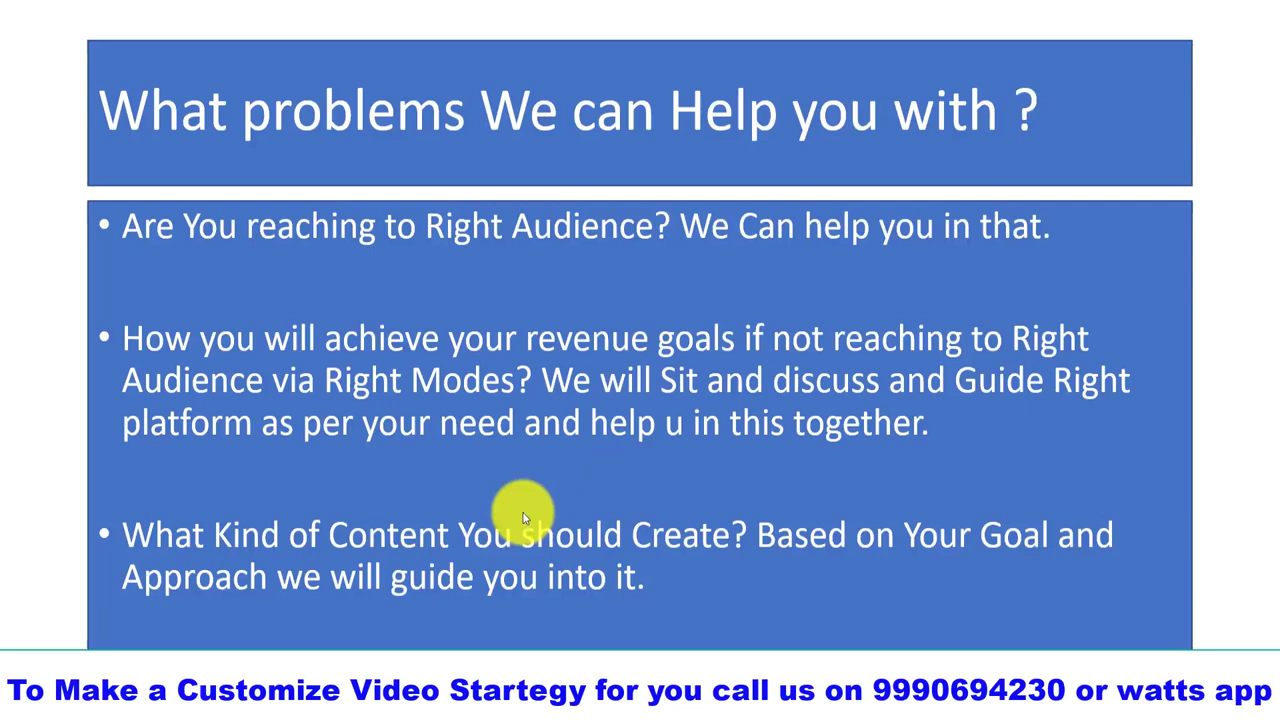 What problems We can Help you with ?
• Are You reaching to Right Audience? We Can help you in that.
• How you will achieve your revenue goals if not reaching to Right
Audience via Right Modes? We will Sit and discuss and Guide Right
platform as per your need and help u in this together.
• What Kind of Content You should Create? Based on Your Goal and
Approach we will guide you into it.
To Make a Customize Video Startegy for you call us on 9990694230 or watts app